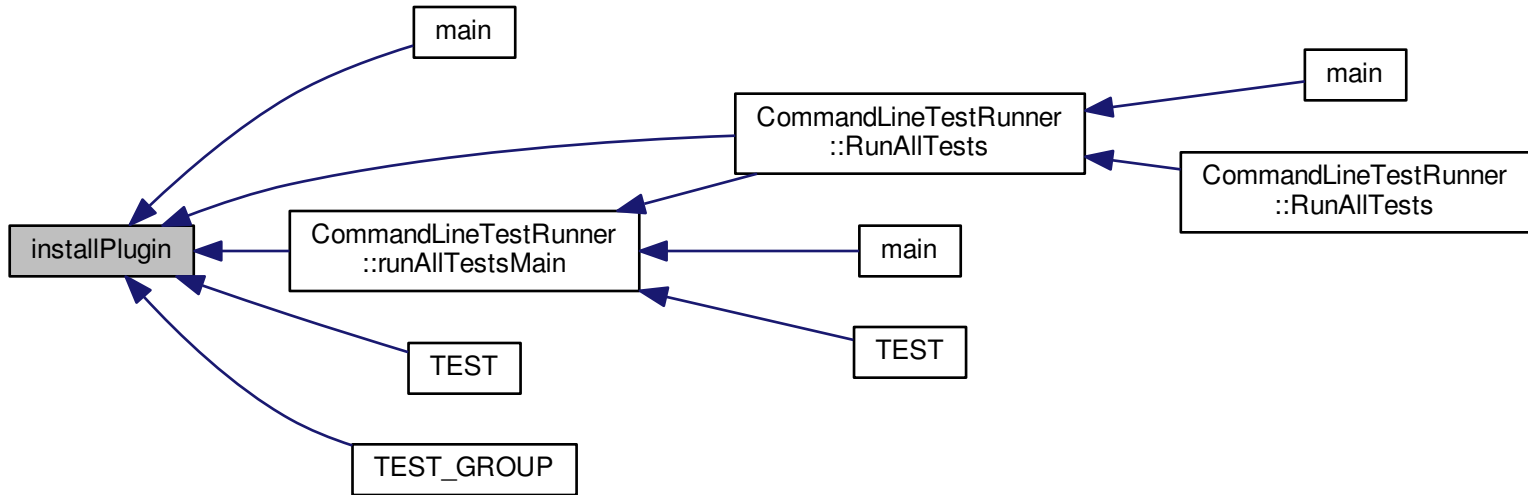 main
main
CommandLineTestRunner
::RunAllTests
CommandLineTestRunner
::RunAllTests
CommandLineTestRunner
::runAllTestsMain
installPlugin
main
TEST
TEST
TEST_GROUP